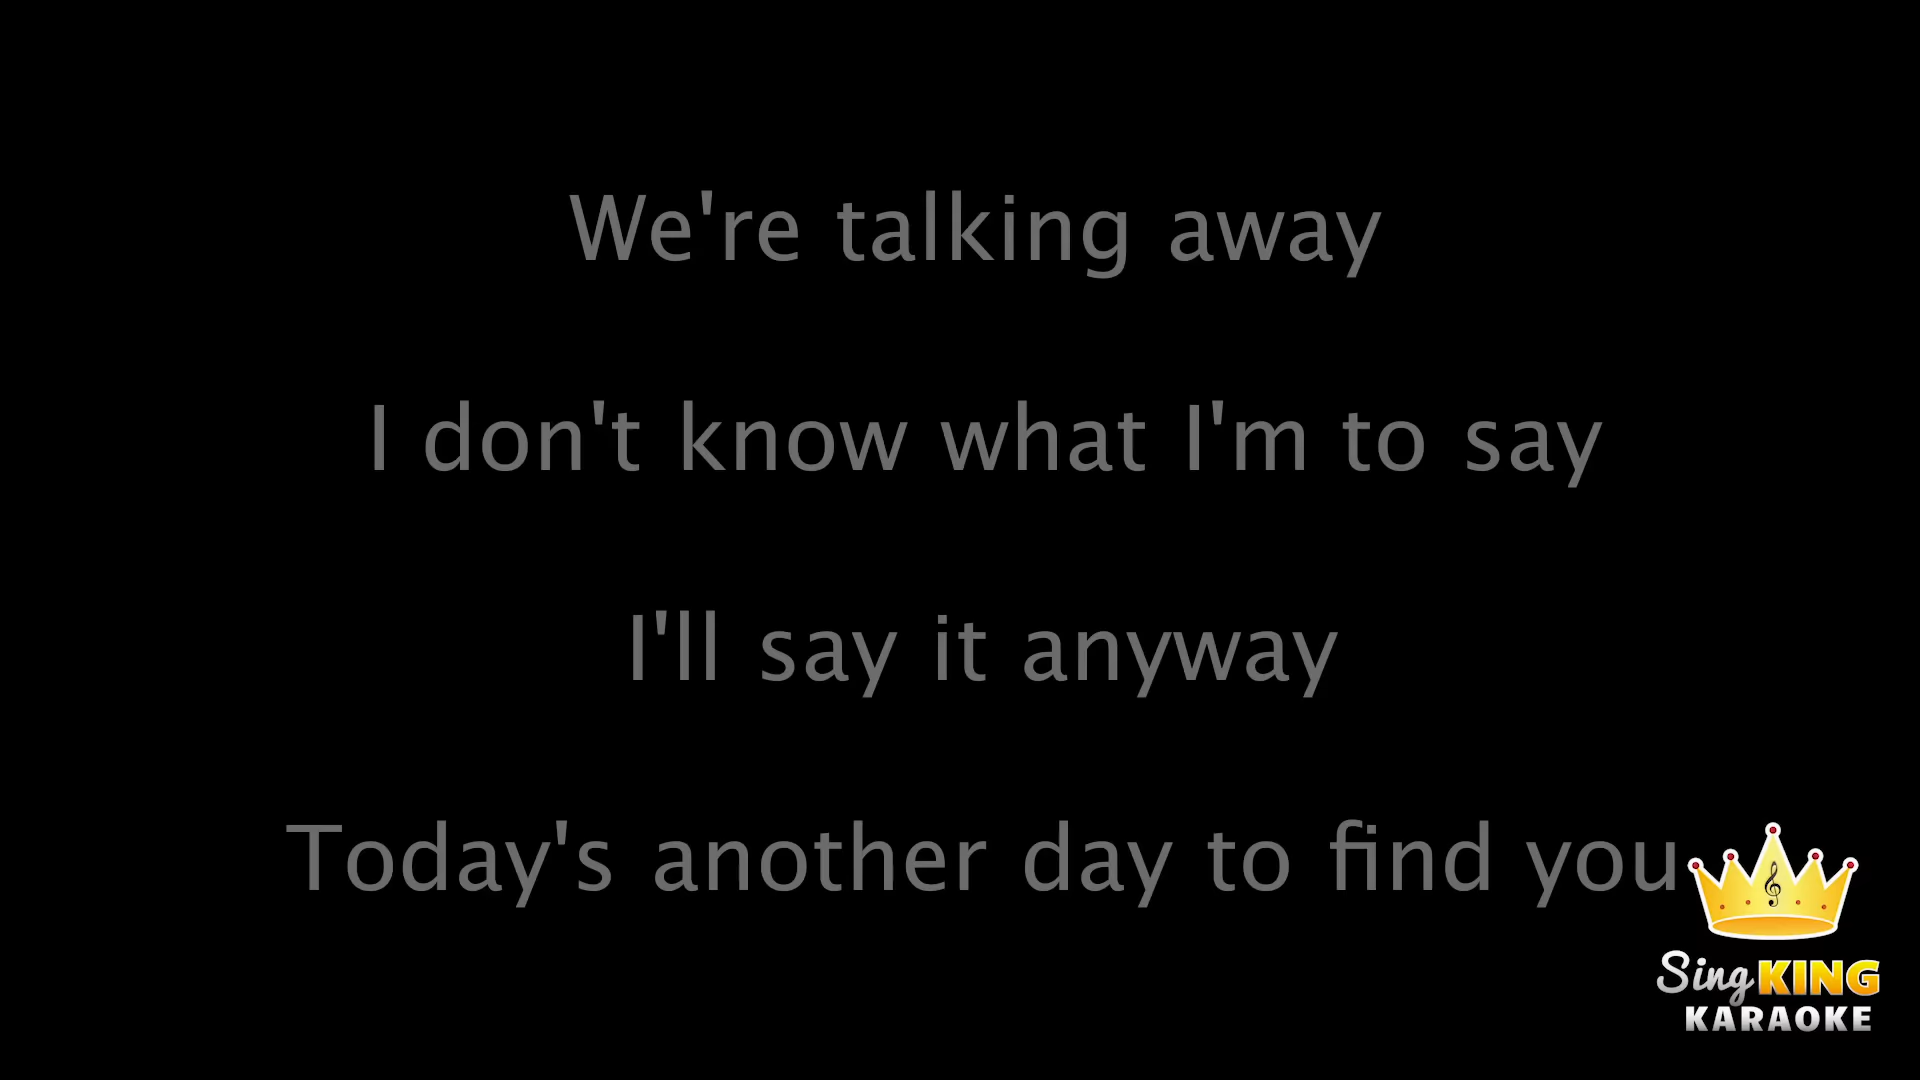 We're talking away
I don't know what I'm to say
I'll say it anyway
Today's another day to find you
Sing KING
KARAOKE